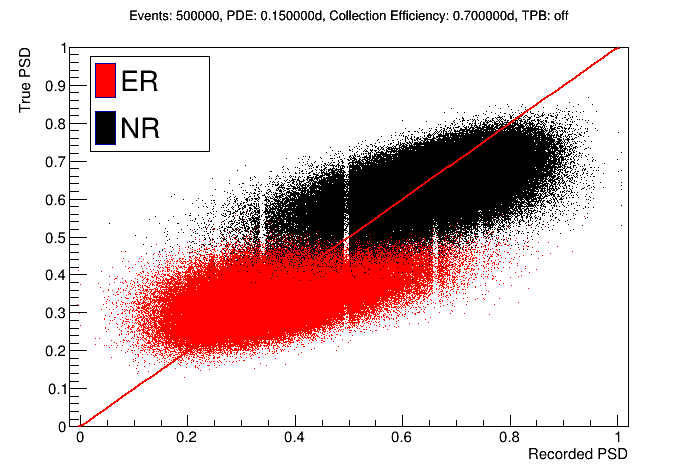 Events: 500000, PDE: 0.150000d, Collection Efficiency: 0.700000d, TPB: off
True PSD
1
0.9
0.8
0.7
0.6
0.5
0.4
0.3
0.2
0.1
0
ER
NR
0 0.2 0.4 0.6 0.8 1
Recorded PSD